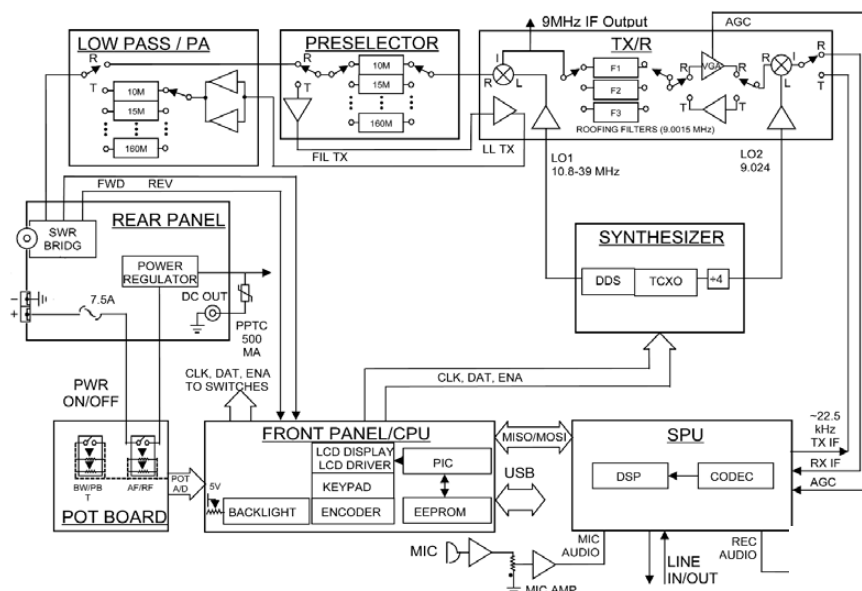 9MHz IF Output
AGC
LOW PASS / PA
R
T
10M
15M
160M
PRESELECTOR
R
T
10M
15M
160M
TX/R
I
R
L
F1
F2
F3
R
VGA
R
T
T
R
I
L
R
T
ROOFING FILTERS (9.0015 MHz)
FIL TX
LL TX
LO1
10.8-39 MHz
LO2
9.024
FWD
REV
REAR PANEL
SWR
BRIDG
POWER
REGULATOR
DC OUT
7.5A
-
+
PPTC
500
MA
SYNTHESIZER
DDS
TCXO
÷4
PWR
ON/OFF
CLK, DAT, ENA
TO SWITCHES
CLK, DAT, ENA
POT BOARD
BW/PB
T
AF/RF
POT
A/D
FRONT PANEL/CPU
5V
BACKLIGHT
LCD DISPLAY
LCD DRIVER
KEYPAD
ENCODER
PIC
EEPROM
MISO/MOSI
USB
SPU
DSP
CODEC
~22.5
kHz
TX IF
RX IF
AGC
MIC
MIC AMP
MIC
AUDIO
LINE
IN/OUT
REC
AUDIO